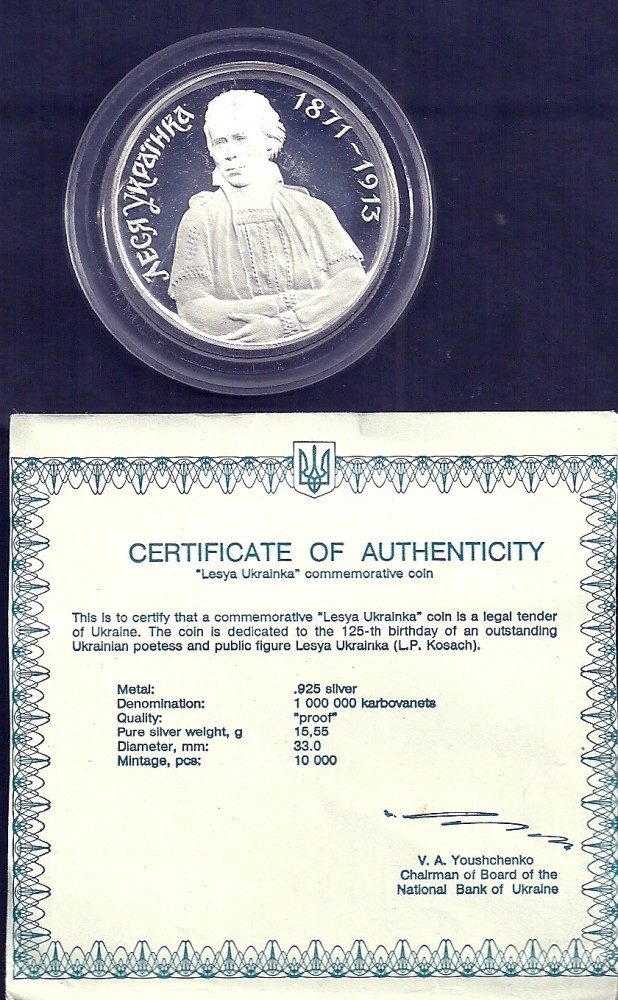 ЛЕСЯ УКРАЇНКА
1871-1913
CERTIFICATE OF AUTHENTICITY
"Lesya Ukrainka" commemorative coin
This is to certify that a commemorative "Lesya Ukrainka" coin is a legal tender
of Ukraine. The coin is dedicated to the 125-th birthday of an outstanding
Ukrainian poetess and public figure Lesya Ukrainka (L.P. Kosach).
Metal: .925 silver
Denomination: 1 000 000 karbovanets
Quality: "proof"
Pure silver weight, g 15,55
Diameter, mm: 33.0
Mintage, pcs: 10 000
V. A. Youshchenko
Chairman of Board of the
National Bank of Ukraine